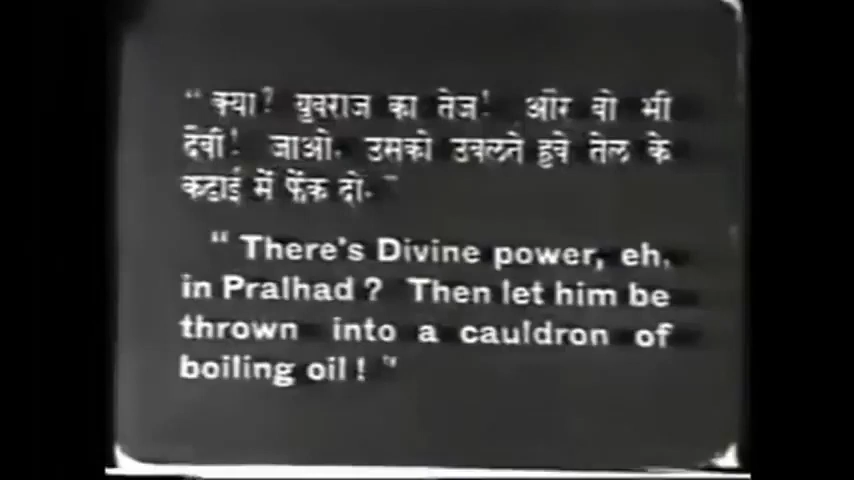 “ क्या? युवराज का तेज! और वो भी
देवी! जाओ. उसको उबलते हुवे तेल के
कढाई में फेंक दो. ”
“ There's Divine power, eh,
in Pralhad ? Then let him be
thrown into a cauldron of
boiling oil ! ”